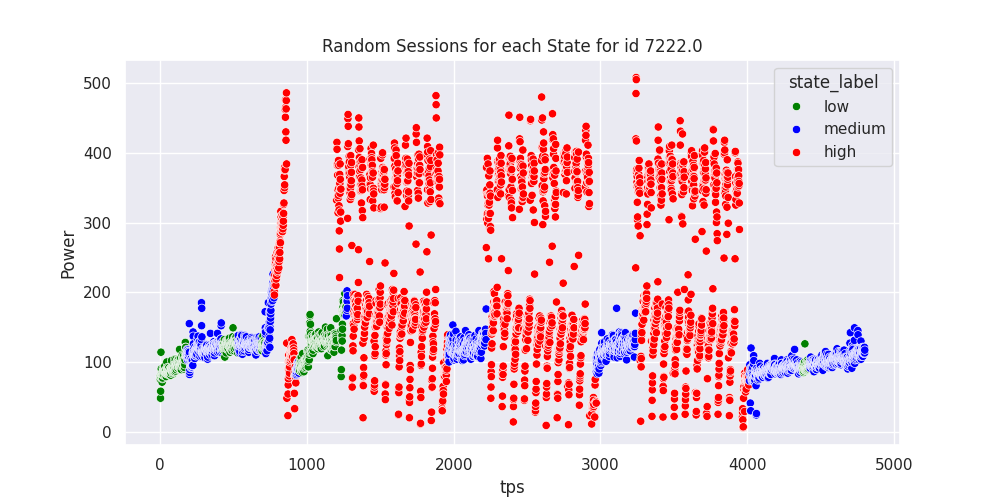 Random Sessions for each State for id 7222.0
500
400
300
200
100
0
Power
state_label
low
medium
high
0
1000
2000
3000
4000
5000
tps